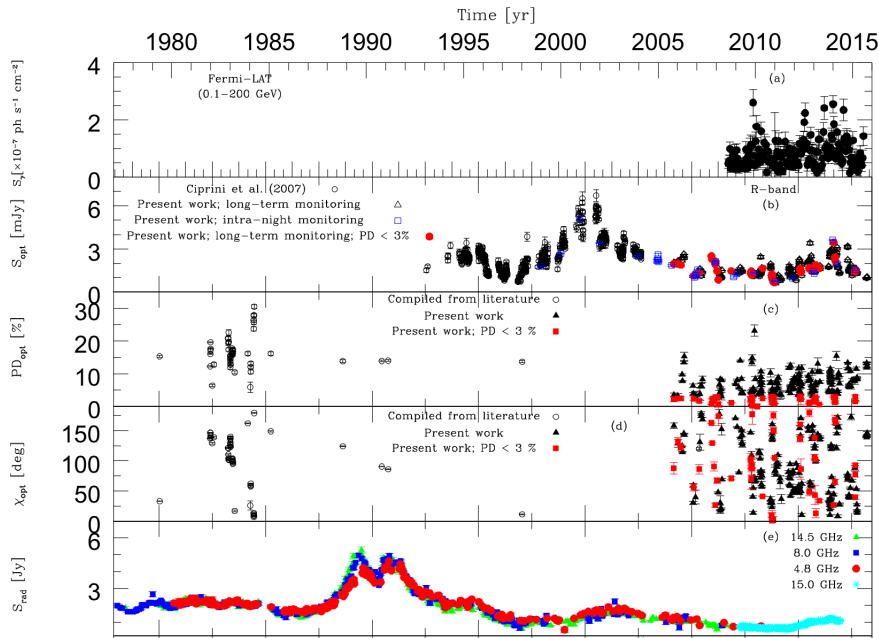 Time [yr]
1980 1985 1990 1995 2000 2005 2010 2015
4
2
0
Sγ[×10⁻⁷ ph s⁻¹ cm⁻²]
Fermi-LAT
(0.1-200 GeV)
(a)
6
3
0
S_opt [mJy]
Ciprini et al. (2007)
Present work; long-term monitoring
Present work; intra-night monitoring
Present work; long-term monitoring; PD < 3%
R-band
(b)
30
20
10
0
PD_opt [%]
Compiled from literature
Present work
Present work; PD < 3 %
(c)
150
100
50
0
χ_opt [deg]
Compiled from literature
Present work
Present work; PD < 3 %
(d)
6
3
S_rad [Jy]
(e)
14.5 GHz
8.0 GHz
4.8 GHz
15.0 GHz